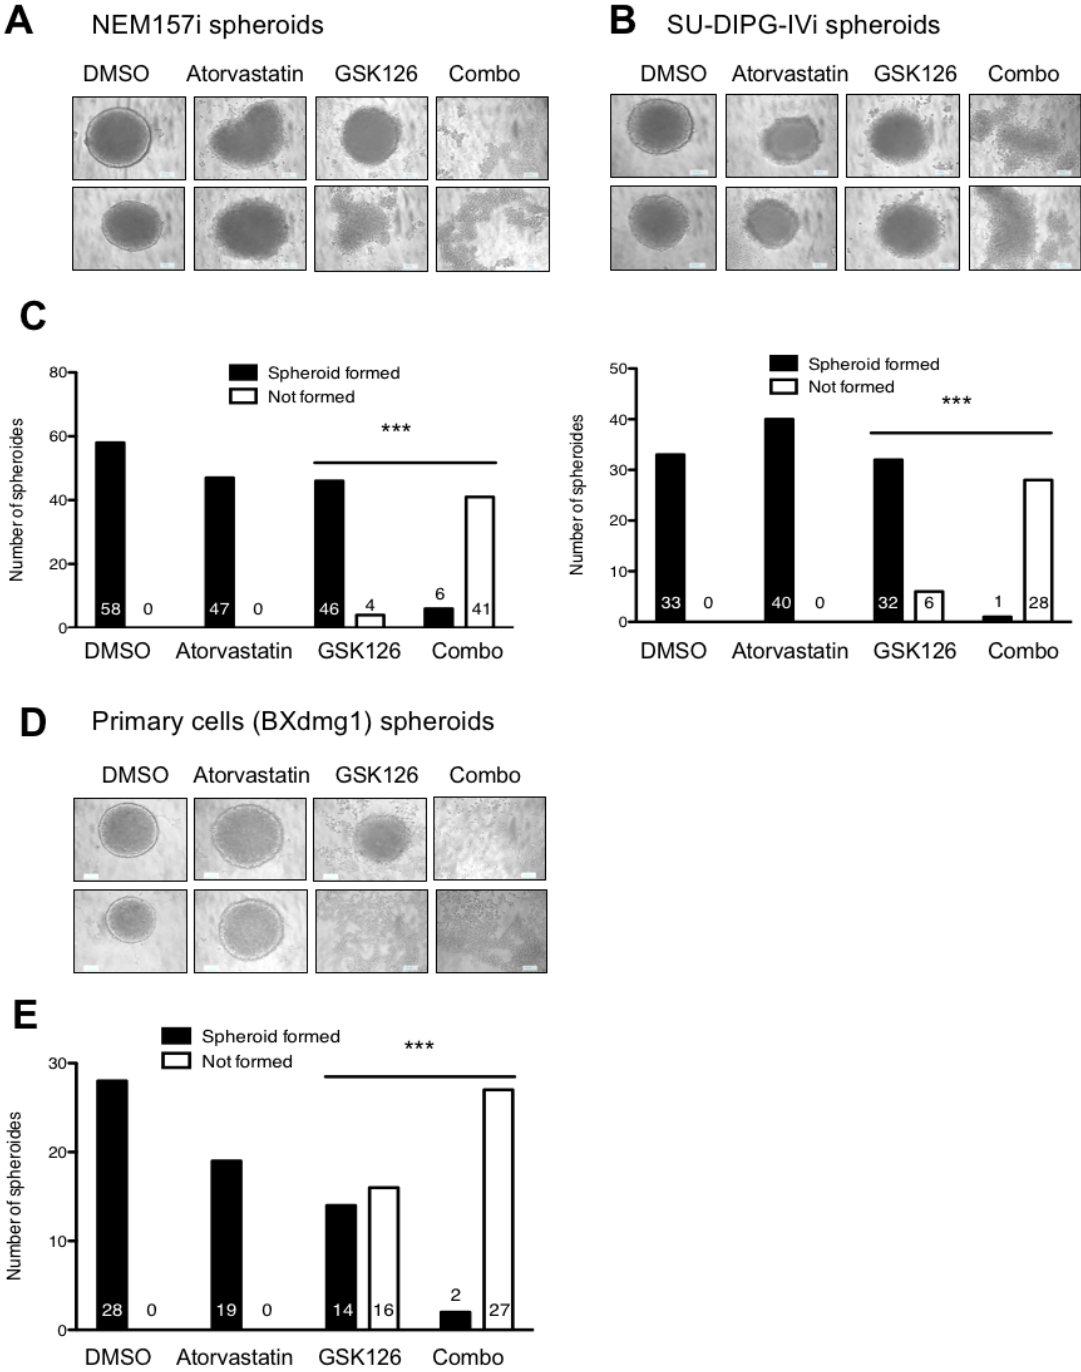 A NEM157i spheroids
DMSO Atorvastatin GSK126 Combo
B SU-DIPG-IVi spheroids
DMSO Atorvastatin GSK126 Combo
C
Spheroid formed
Not formed
***
Number of spheroides
80
60
40
20
0
58 0 47 0 46 4 6 41
DMSO Atorvastatin GSK126 Combo
Spheroid formed
Not formed
***
Number of spheroides
50
40
30
20
10
0
33 0 40 0 32 6 1 28
DMSO Atorvastatin GSK126 Combo
D Primary cells (BXdmg1) spheroids
DMSO Atorvastatin GSK126 Combo
E
Spheroid formed
Not formed
***
Number of spheroides
30
20
10
0
28 0 19 0 14 16 2 27
DMSO Atorvastatin GSK126 Combo